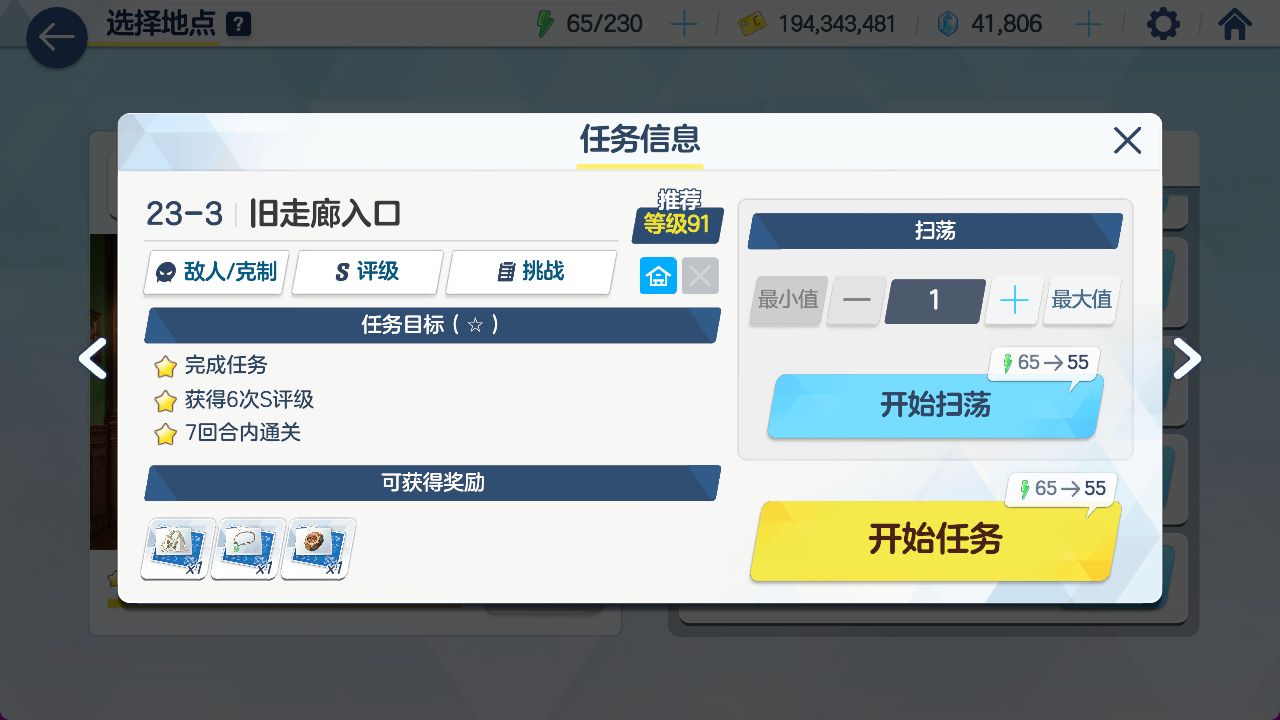 选择地点 ?
65/230
194,343,481
41,806
任务信息
23-3 旧走廊入口
推荐
等级91
敌人/克制
S 评级
挑战
任务目标 ( ☆ )
完成任务
获得6次S评级
7回合内通关
可获得奖励
x1
x1
x1
扫荡
最小值
1
最大值
65→55
开始扫荡
65→55
开始任务